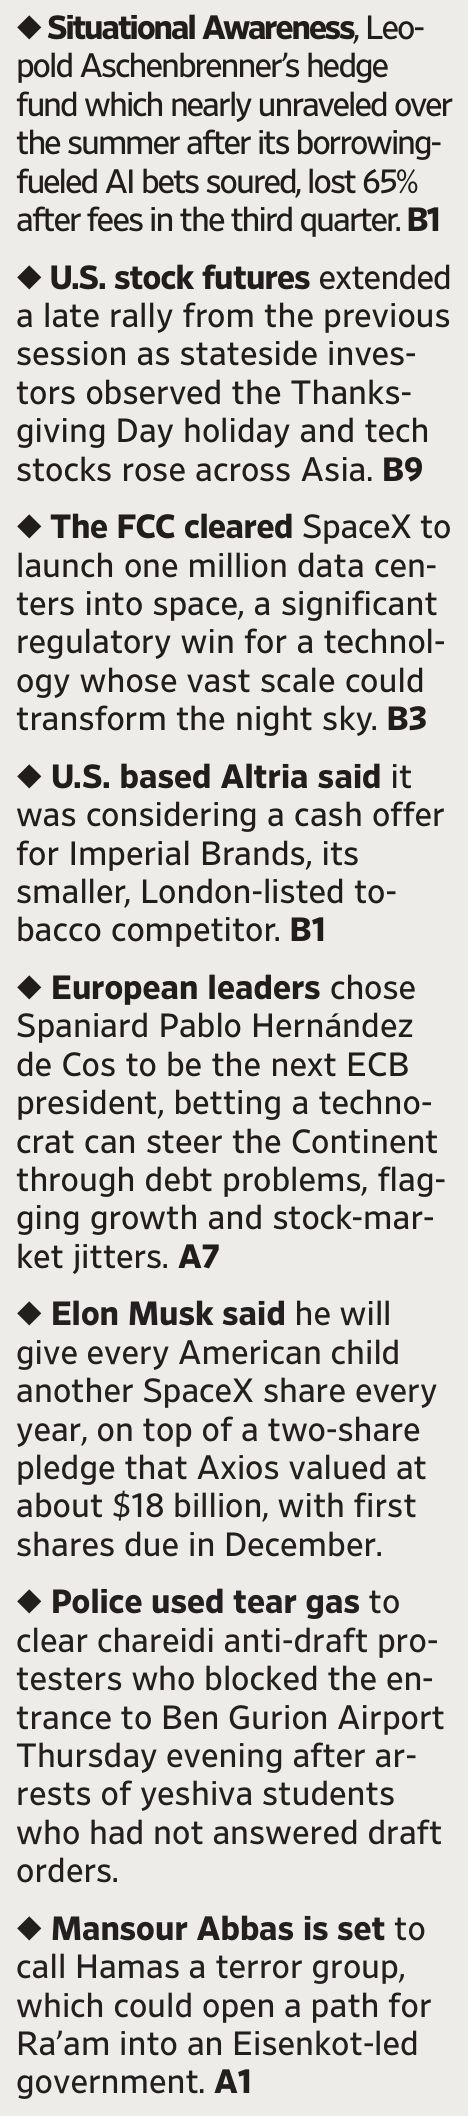 ◆ Situational Awareness, Leo-
pold Aschenbrenner’s hedge
fund which nearly unraveled over
the summer after its borrowing-
fueled AI bets soured, lost 65%
after fees in the third quarter. B1
◆ U.S. stock futures extended
a late rally from the previous
session as stateside inves-
tors observed the Thanks-
giving Day holiday and tech
stocks rose across Asia. B9
◆ The FCC cleared SpaceX to
launch one million data cen-
ters into space, a significant
regulatory win for a technol-
ogy whose vast scale could
transform the night sky. B3
◆ U.S. based Altria said it
was considering a cash offer
for Imperial Brands, its
smaller, London-listed to-
bacco competitor. B1
◆ European leaders chose
Spaniard Pablo Hernández
de Cos to be the next ECB
president, betting a techno-
crat can steer the Continent
through debt problems, flag-
ging growth and stock-mar-
ket jitters. A7
◆ Elon Musk said he will
give every American child
another SpaceX share every
year, on top of a two-share
pledge that Axios valued at
about $18 billion, with first
shares due in December.
◆ Police used tear gas to
clear chareidi anti-draft pro-
testers who blocked the en-
trance to Ben Gurion Airport
Thursday evening after ar-
rests of yeshiva students
who had not answered draft
orders.
◆ Mansour Abbas is set to
call Hamas a terror group,
which could open a path for
Ra’am into an Eisenkot-led
government. A1